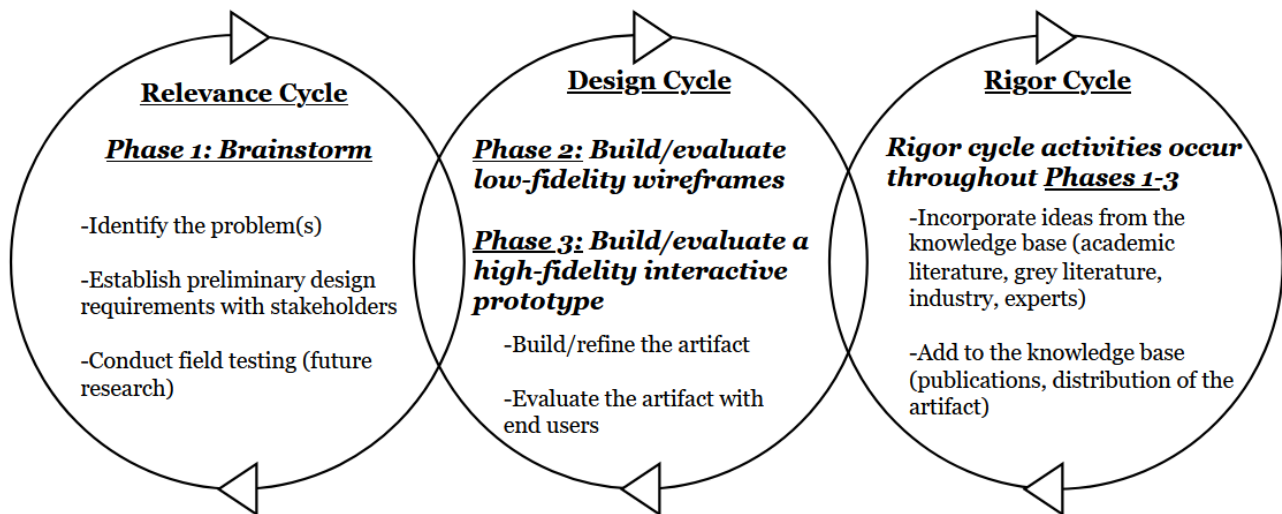 Relevance Cycle
Phase 1: Brainstorm
-Identify the problem(s)
-Establish preliminary design
requirements with stakeholders
-Conduct field testing (future
research)
Design Cycle
Phase 2: Build/evaluate
low-fidelity wireframes
Phase 3: Build/evaluate a
high-fidelity interactive
prototype
-Build/refine the artifact
-Evaluate the artifact with
end users
Rigor Cycle
Rigor cycle activities occur
throughout Phases 1-3
-Incorporate ideas from the
knowledge base (academic
literature, grey literature,
industry, experts)
-Add to the knowledge base
(publications, distribution of the
artifact)